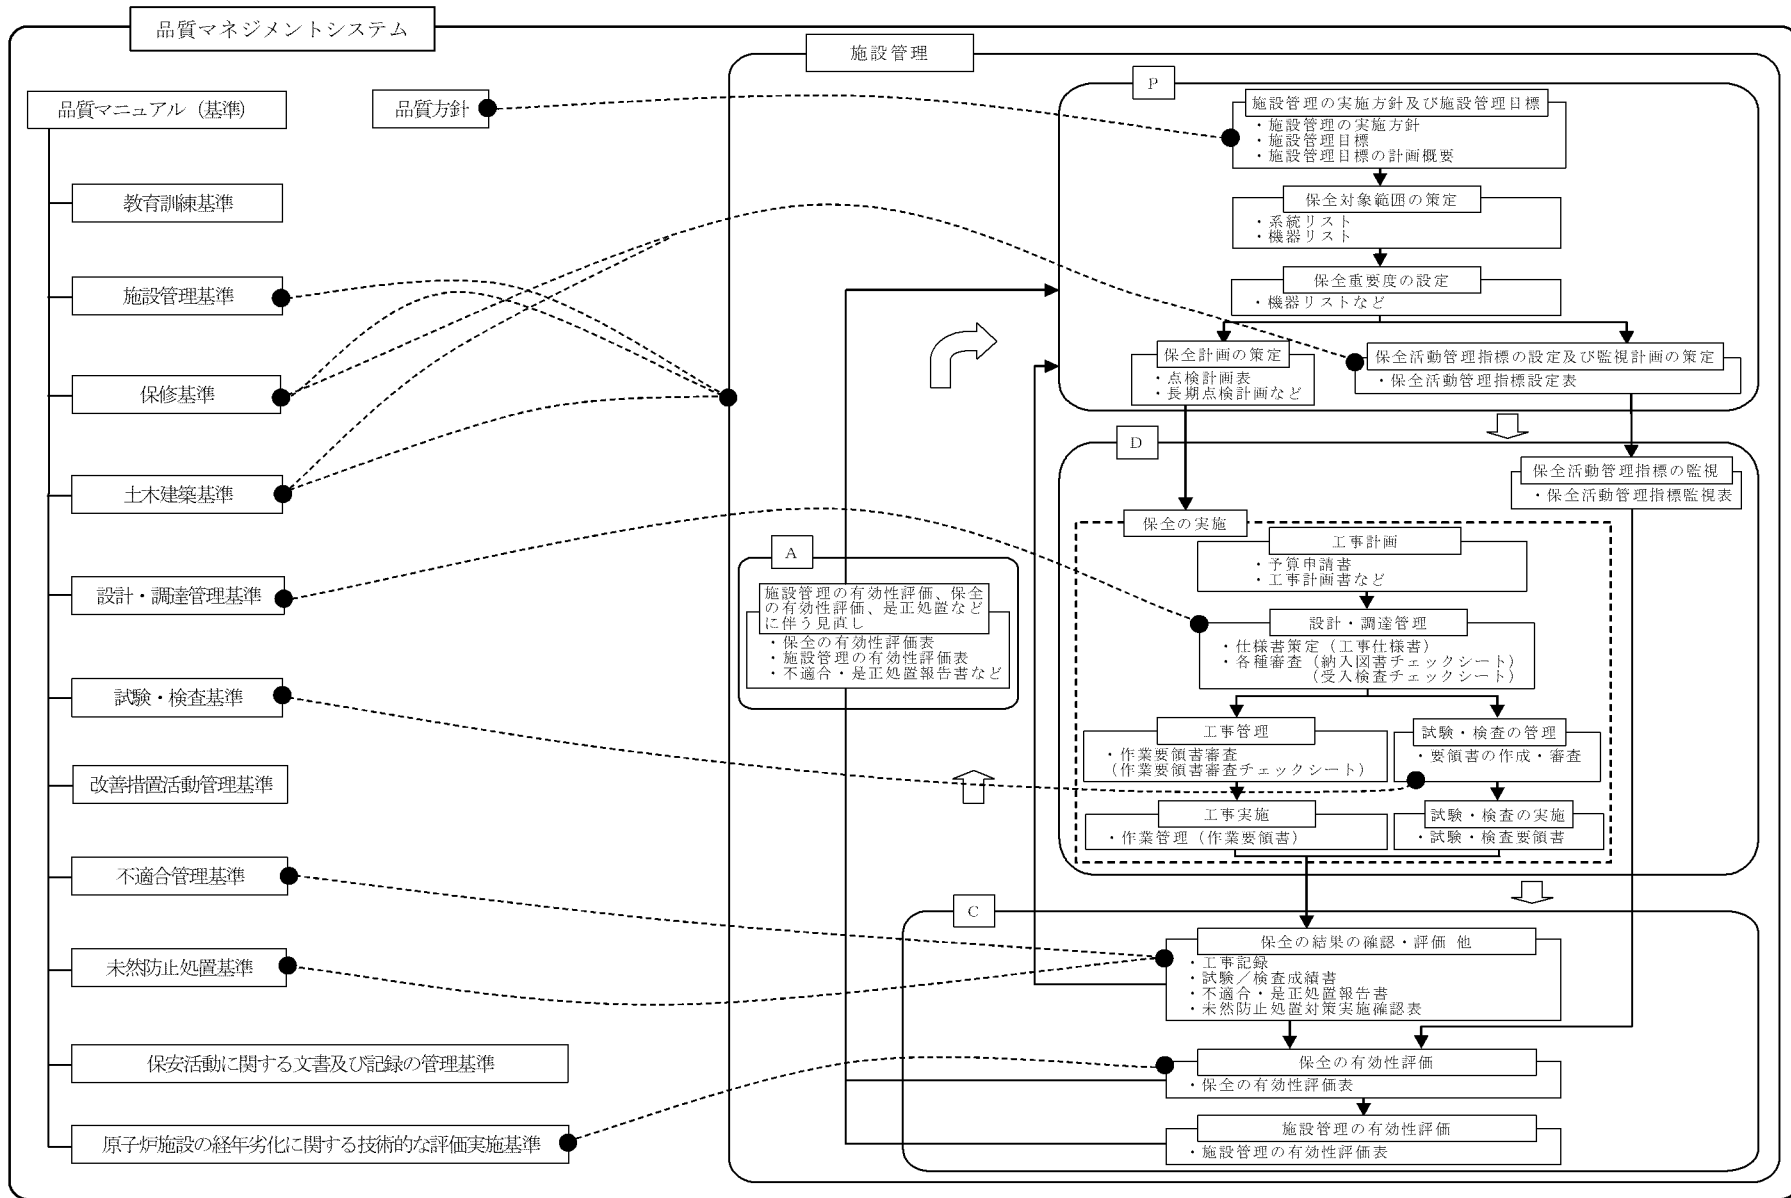 品質マネジメントシステム
品質マニュアル（基準）
品質方針
教育訓練基準
施設管理基準
保修基準
土木建築基準
設計・調達管理基準
試験・検査基準
改善措置活動管理基準
不適合管理基準
未然防止処置基準
保安活動に関する文書及び記録の管理基準
原子炉施設の経年劣化に関する技術的な評価実施基準
施設管理
P
施設管理の実施方針及び施設管理目標
・施設管理の実施方針
・施設管理目標
・施設管理目標の計画概要
保全対象範囲の策定
・系統リスト
・機器リスト
保全重要度の設定
・機器リストなど
保全計画の策定
・点検計画表
・長期点検計画など
保全活動管理指標の設定及び監視計画の策定
・保全活動管理指標設定表
D
保全活動管理指標の監視
・保全活動管理指標監視表
保全の実施
工事計画
・予算申請書
・工事計画書など
設計・調達管理
・仕様書策定（工事仕様書）
・各種審査（納入図書チェックシート）
（受入検査チェックシート）
工事管理
・作業要領書審査
（作業要領書審査チェックシート）
試験・検査の管理
・要領書の作成・審査
工事実施
・作業管理（作業要領書）
試験・検査の実施
・試験・検査要領書
A
施設管理の有効性評価、保全
の有効性評価、是正処置など
に伴う見直し
・保全の有効性評価表
・施設管理の有効性評価表
・不適合・是正処置報告書など
C
保全の結果の確認・評価 他
・工事記録
・試験／検査成績書
・不適合・是正処置報告書
・未然防止処置対策実施確認表
保全の有効性評価
・保全の有効性評価表
施設管理の有効性評価
・施設管理の有効性評価表